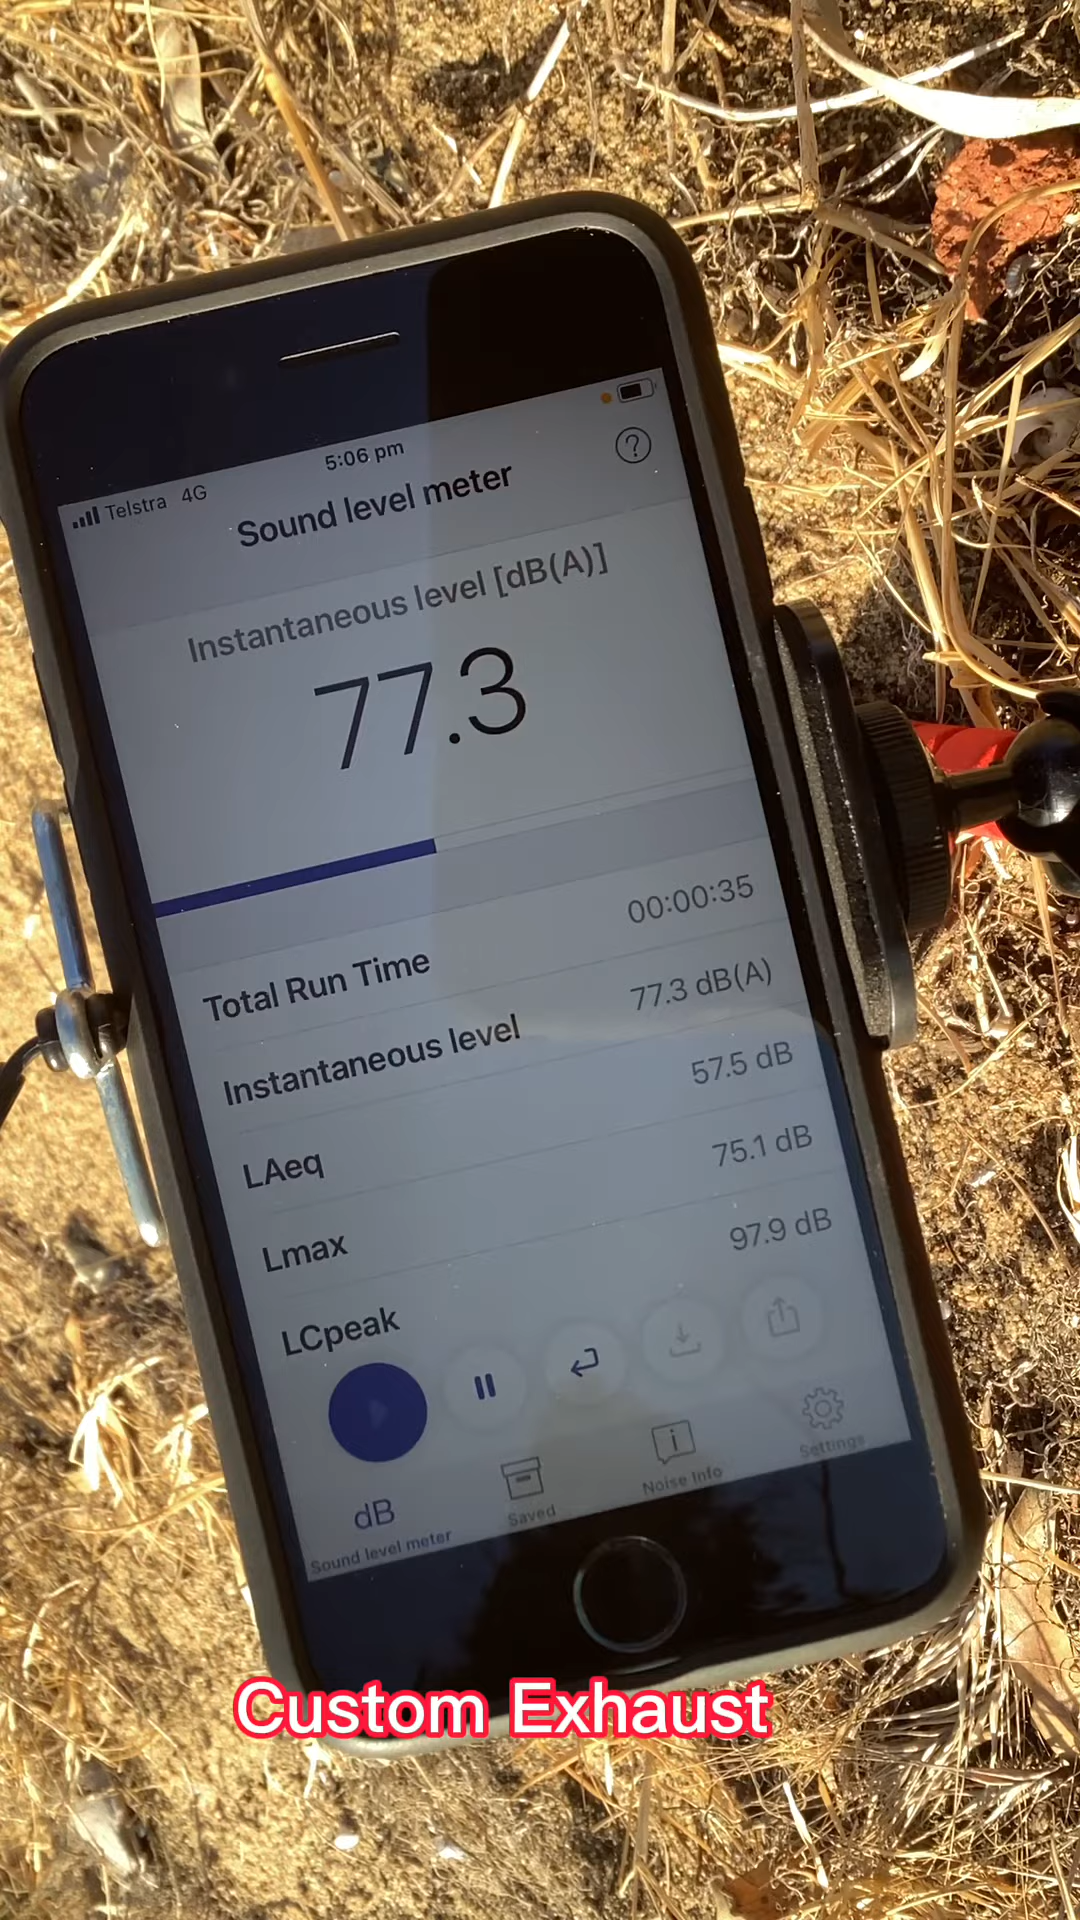 5:06 pm
Telstra 4G
Sound level meter
?
Instantaneous level [dB(A)]
77.3
Total Run Time 00:00:35
Instantaneous level 77.3 dB(A)
LAeq 57.5 dB
Lmax 75.1 dB
LCpeak 97.9 dB
dB
Sound level meter
Saved
Noise Info
Settings
Custom Exhaust